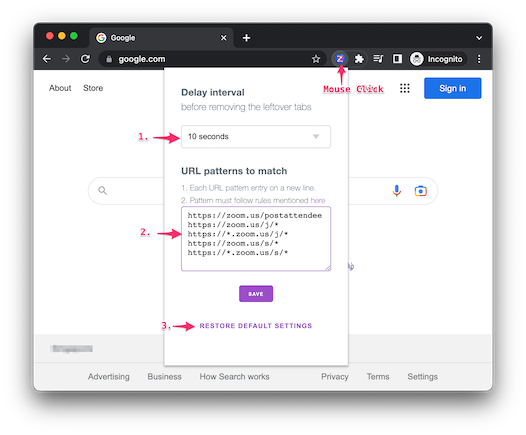 Google
google.com
Incognito
About
Store
Mouse Click
Sign in
Delay interval
before removing the leftover tabs
1.
10 seconds
URL patterns to match
1. Each URL pattern entry on a new line.
2. Pattern must follow rules mentioned here
2.
https://zoom.us/postattendee
https://zoom.us/j/*
https://*.zoom.us/j/*
https://zoom.us/s/*
https://*.zoom.us/s/*
SAVE
3.
RESTORE DEFAULT SETTINGS
Advertising
Business
How Search works
Privacy
Terms
Settings